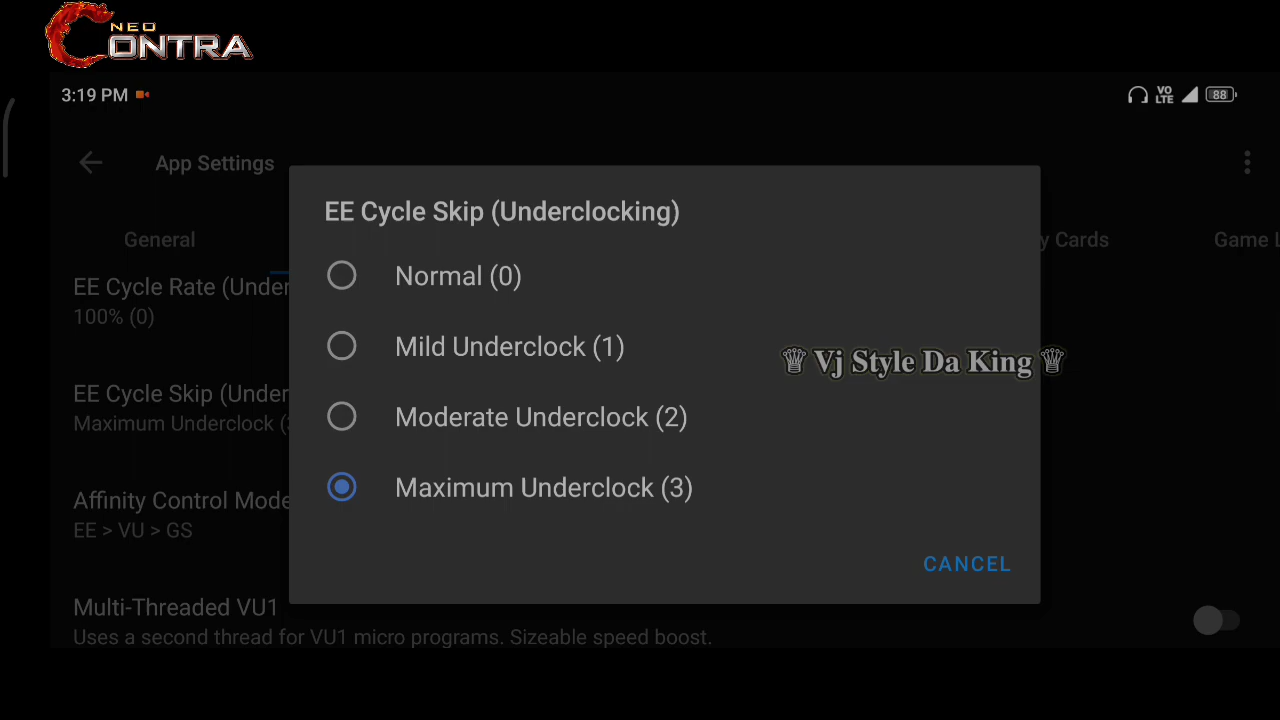 NEO
CONTRA
3:19 PM
VO
LTE
88
App Settings
General
y Cards
Game L
EE Cycle Skip (Underclocking)
Normal (0)
Mild Underclock (1)
Moderate Underclock (2)
Maximum Underclock (3)
CANCEL
♕ Vj Style Da King ♕
EE Cycle Rate (Under
100% (0)
EE Cycle Skip (Under
Maximum Underclock (3
Affinity Control Mode
EE > VU > GS
Multi-Threaded VU1
Uses a second thread for VU1 micro programs. Sizeable speed boost.